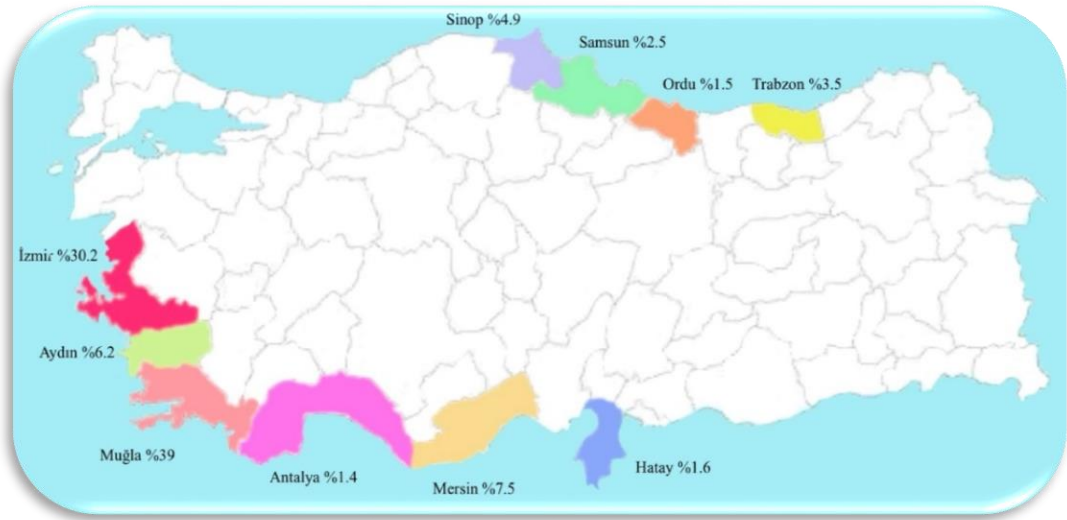 Sinop %4.9
Samsun %2.5
Ordu %1.5
Trabzon %3.5
İzmir %30.2
Aydın %6.2
Muğla %39
Antalya %1.4
Mersin %7.5
Hatay %1.6